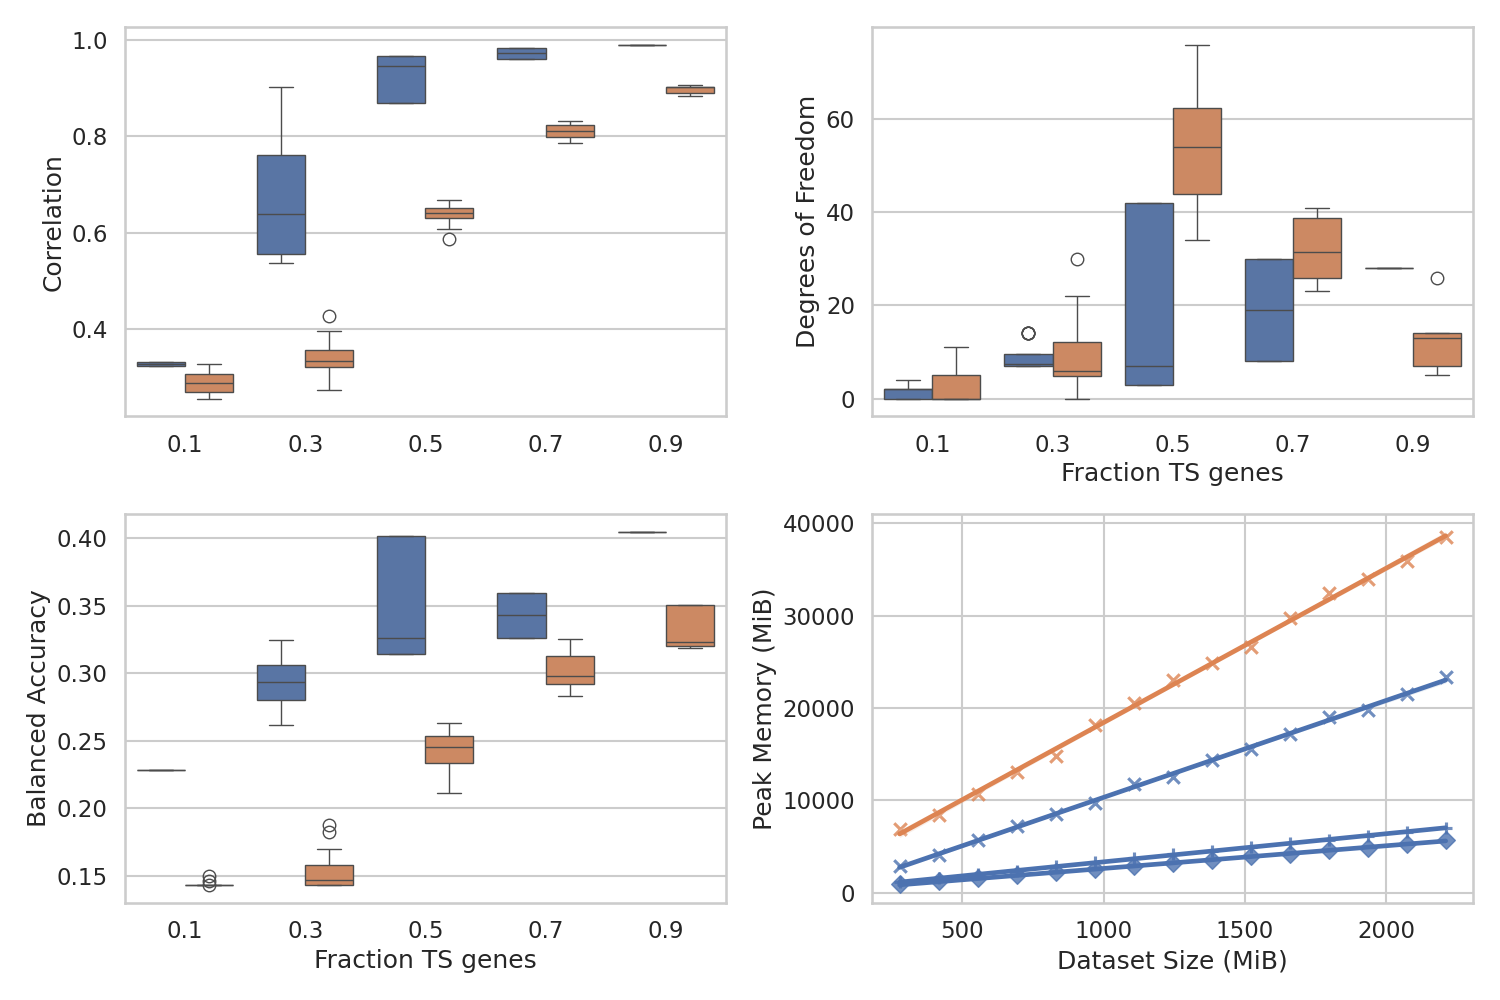 Correlation
1.0
0.8
0.6
0.4
0.1 0.3 0.5 0.7 0.9
Degrees of Freedom
60
40
20
0
0.1 0.3 0.5 0.7 0.9
Fraction TS genes
Balanced Accuracy
0.40
0.35
0.30
0.25
0.20
0.15
0.1 0.3 0.5 0.7 0.9
Fraction TS genes
Peak Memory (MiB)
40000
30000
20000
10000
0
500 1000 1500 2000
Dataset Size (MiB)